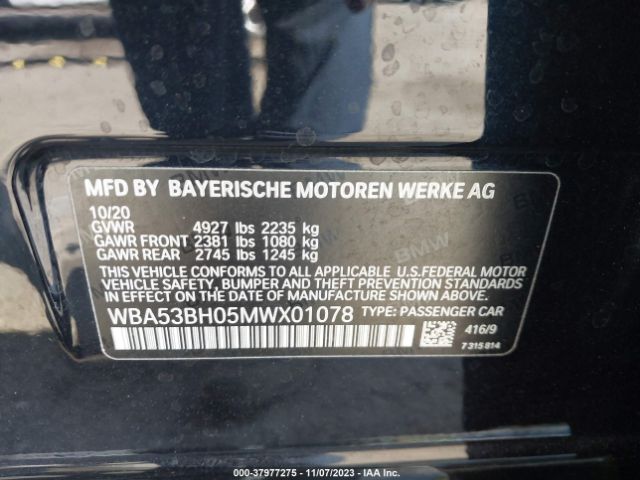 MFD BY BAYERISCHE MOTOREN WERKE AG
10/20
GVWR 4927 lbs 2235 kg
GAWR FRONT 2381 lbs 1080 kg
GAWR REAR 2745 lbs 1245 kg
THIS VEHICLE CONFORMS TO ALL APPLICABLE U.S.FEDERAL MOTOR
VEHICLE SAFETY, BUMPER AND THEFT PREVENTION STANDARDS
IN EFFECT ON THE DATE OF MANUFACTURE SHOWN ABOVE.
WBA53BH05MWX01078 TYPE: PASSENGER CAR
416/9
7 315 814
0-37977275 - 11/07/2023 - IAA Inc.